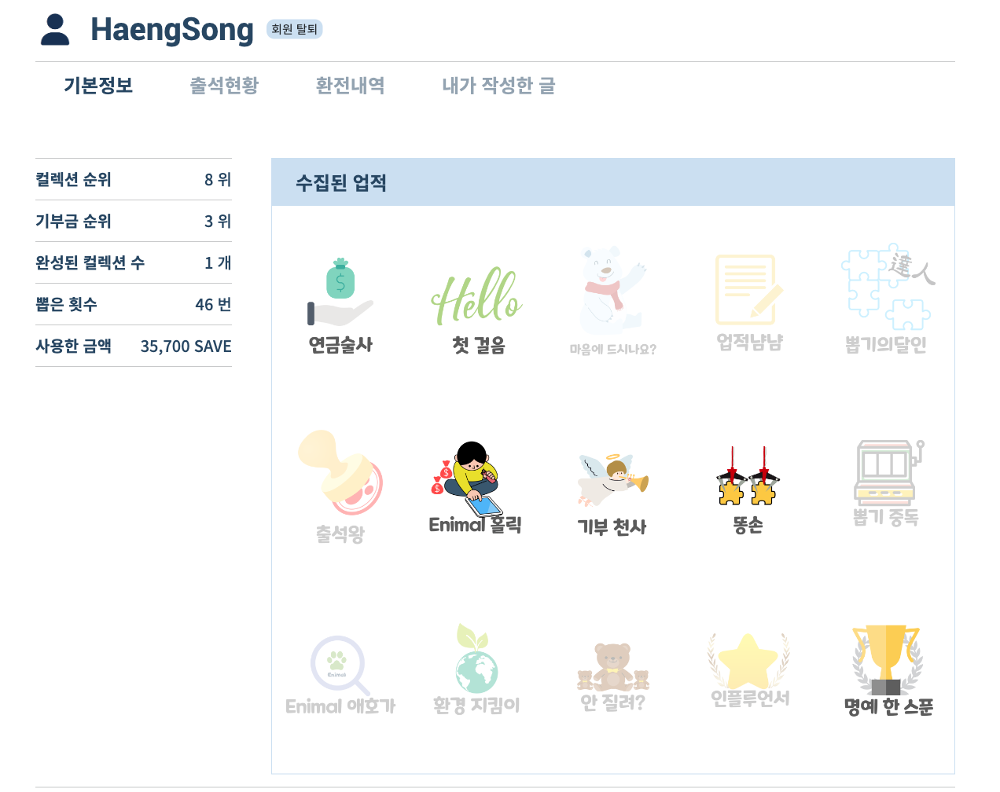 HaengSong 회원 탈퇴
기본정보 출석현황 환전내역 내가 작성한 글
컬렉션 순위 8 위
기부금 순위 3 위
완성된 컬렉션 수 1 개
뽑은 횟수 46 번
사용한 금액 35,700 SAVE
수집된 업적
$
Hello
達人
연금술사 첫 걸음 마음에 드시나요? 업적냠냠 뽑기의달인
$ $
출석왕 Enimal 홀릭 기부 천사 똥손 뽑기 중독
Enimal
Enimal 애호가 환경 지킴이 안 질려? 인플루언서 명예 한 스푼